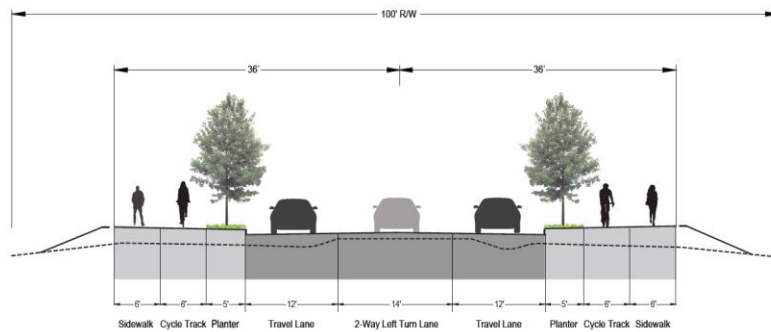 100' R/W
36' 36'
6' 6' 5' 12' 14' 12' 5' 6' 6'
Sidewalk Cycle Track Planter Travel Lane 2-Way Left Turn Lane Travel Lane Planter Cycle Track Sidewalk